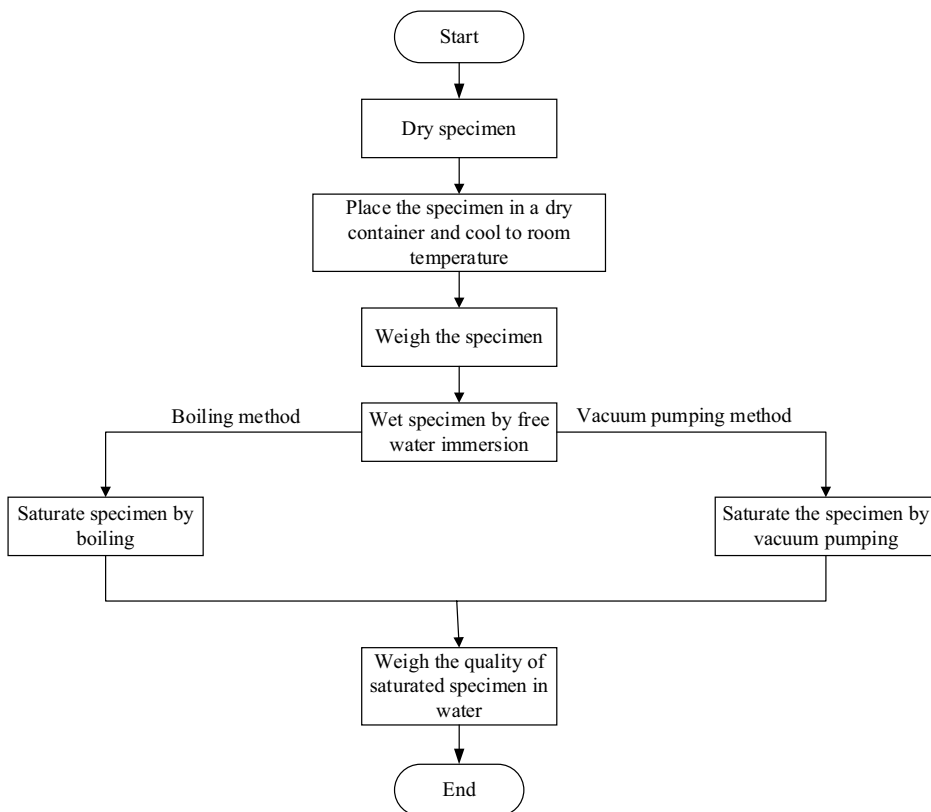 Start
Dry specimen
Place the specimen in a dry
container and cool to room
temperature
Weigh the specimen
Boiling method
Wet specimen by free
water immersion
Vacuum pumping method
Saturate specimen by
boiling
Saturate the specimen by
vacuum pumping
Weigh the quality of
saturated specimen in
water
End